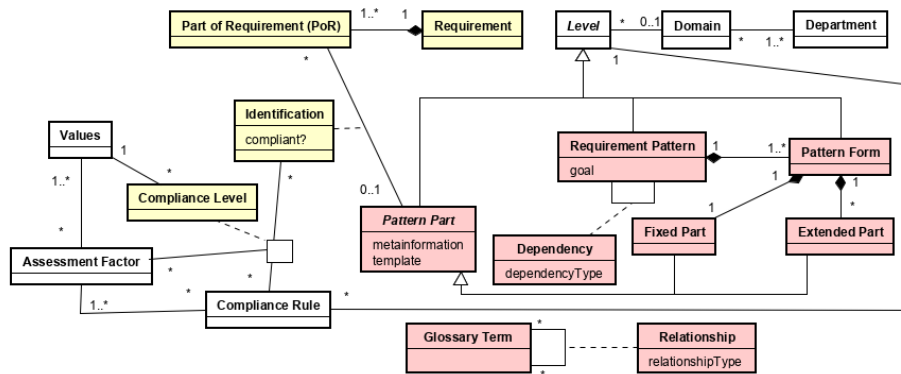 Part of Requirement (PoR)
1..*
1
Requirement
Level
*
0..1
Domain
*
1..*
Department
*
1
Identification
compliant?
Values
1
*
1..*
*
Compliance Level
Requirement Pattern
goal
1
1..*
Pattern Form
1
1
*
0..1
1
Pattern Part
metainformation
template
Fixed Part
Extended Part
Dependency
dependencyType
*
Assessment Factor
*
*
1..*
*
Compliance Rule
*
Glossary Term
*
*
Relationship
relationshipType